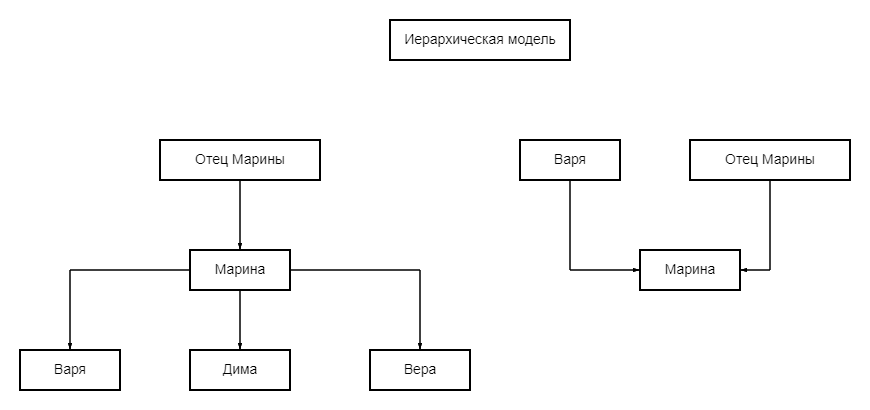 Иерархическая модель
Отец Марины
Варя
Отец Марины
Марина
Марина
Варя
Дима
Вера